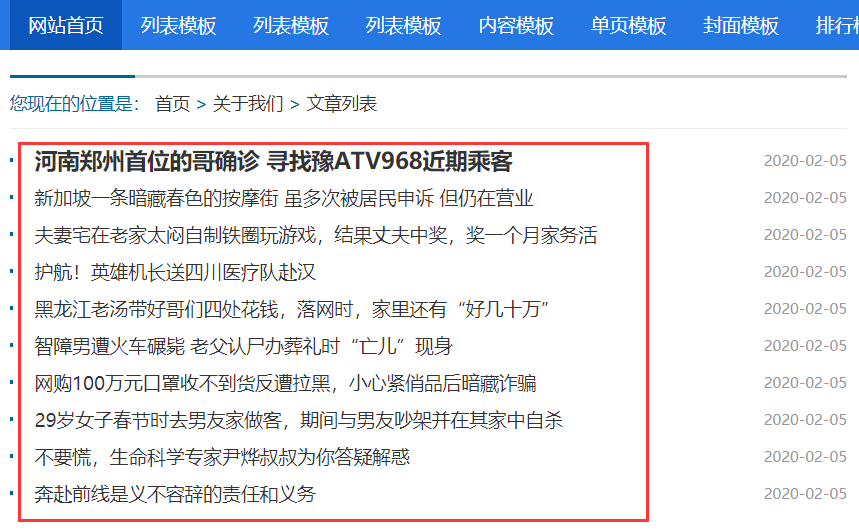 网站首页 列表模板 列表模板 列表模板 内容模板 单页模板 封面模板 排行
您现在的位置是： 首页 > 关于我们 > 文章列表
河南郑州首位的哥确诊 寻找豫ATV968近期乘客 2020-02-05
新加坡一条暗藏春色的按摩街 虽多次被居民申诉 但仍在营业 2020-02-05
夫妻宅在老家太闷自制铁圈玩游戏，结果丈夫中奖，奖一个月家务活 2020-02-05
护航！英雄机长送四川医疗队赴汉 2020-02-05
黑龙江老汤带好哥们四处花钱，落网时，家里还有“好几十万” 2020-02-05
智障男遭火车碾毙 老父认尸办葬礼时“亡儿”现身 2020-02-05
网购100万元口罩收不到货反遭拉黑，小心紧俏品后暗藏诈骗 2020-02-05
29岁女子春节时去男友家做客，期间与男友吵架并在其家中自杀 2020-02-05
不要慌，生命科学专家尹烨叔叔为你答疑解惑 2020-02-05
奔赴前线是义不容辞的责任和义务 2020-02-05